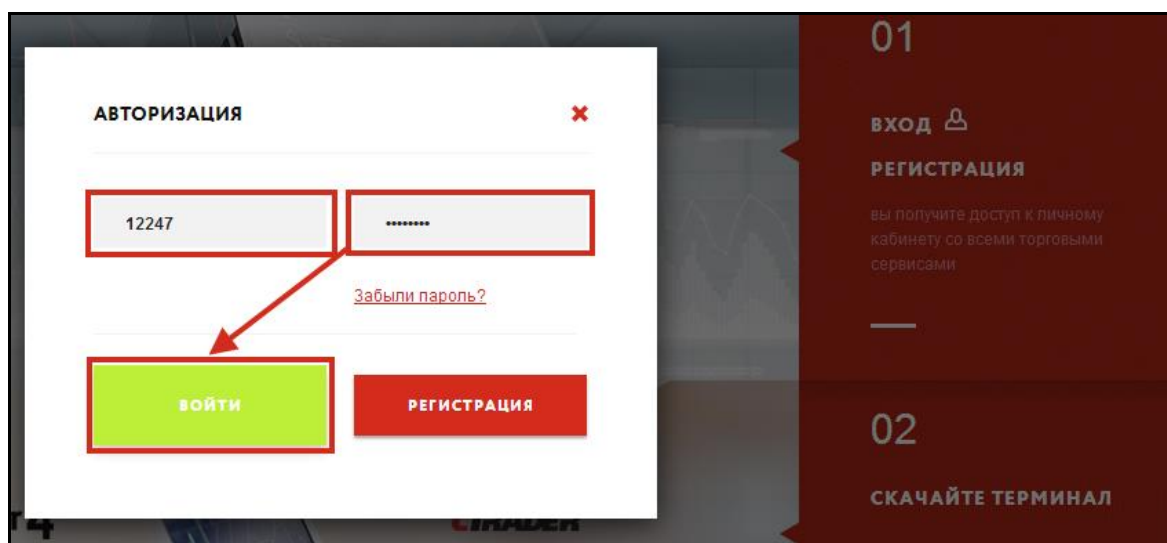 АВТОРИЗАЦИЯ
12247
Забыли пароль?
ВОЙТИ
РЕГИСТРАЦИЯ
01
ВХОД
РЕГИСТРАЦИЯ
вы получите доступ к личному
кабинету со всеми торговыми
сервисами
02
СКАЧАЙТЕ ТЕРМИНАЛ
CTRADER